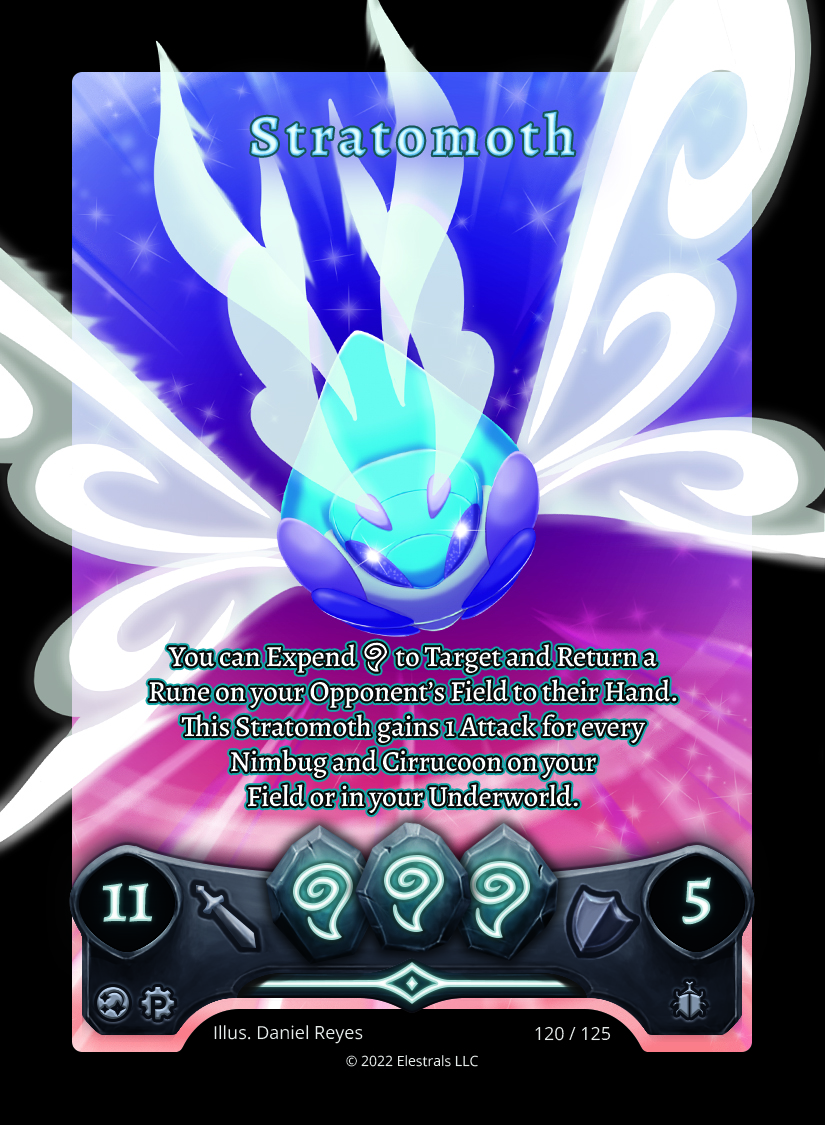 Stratomoth
You can Expend to Target and Return a
Rune on your Opponent's Field to their Hand.
This Stratomoth gains 1 Attack for every
Nimbug and Cirrucoon on your
Field or in your Underworld.
11 5
P
Illus. Daniel Reyes 120 / 125
© 2022 Elestrals LLC